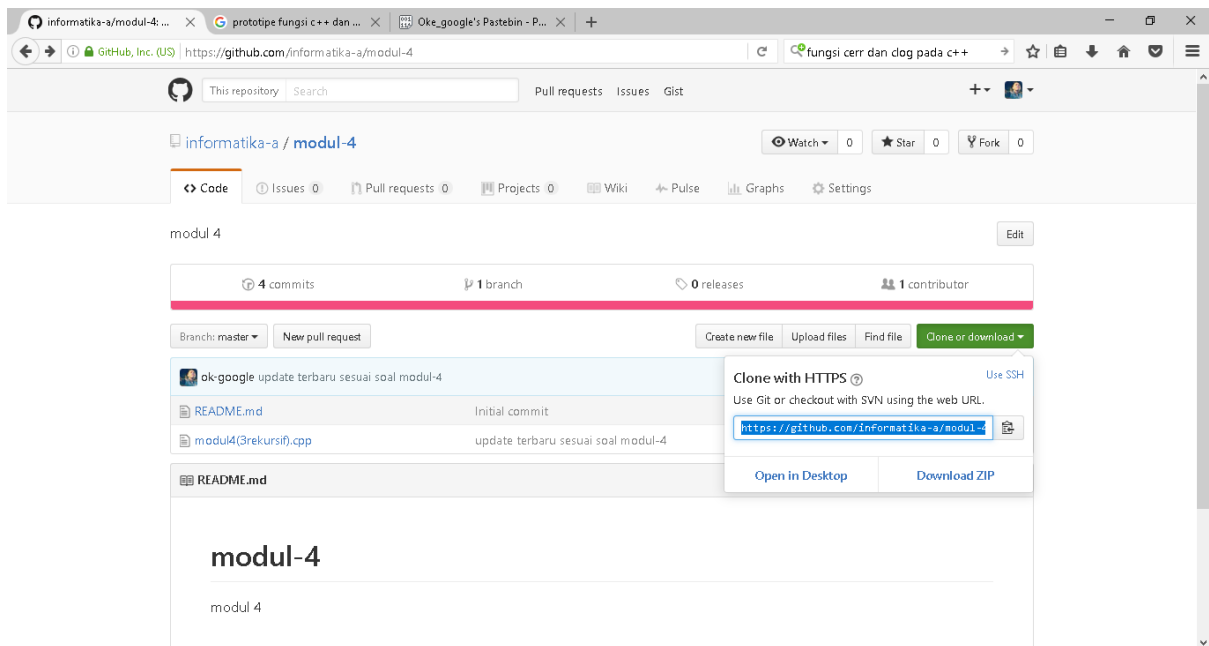 informatika-a/modul-4: ... prototipe fungsi c++ dan ... Oke_google's Pastebin - P...
GitHub, Inc. (US) https://github.com/informatika-a/modul-4 fungsi cerr dan clog pada c++
This repository Search Pull requests Issues Gist
informatika-a / modul-4 Watch 0 Star 0 Fork 0
Code Issues 0 Pull requests 0 Projects 0 Wiki Pulse Graphs Settings
modul 4 Edit
4 commits 1 branch 0 releases 1 contributor
Branch: master New pull request Create new file Upload files Find file Clone or download
ok-google update terbaru sesuai soal modul-4
README.md Initial commit
modul4(3rekursif).cpp update terbaru sesuai soal modul-4
Clone with HTTPS Use SSH
Use Git or checkout with SVN using the web URL.
https://github.com/informatika-a/modul-4
Open in Desktop Download ZIP
README.md
modul-4
modul 4